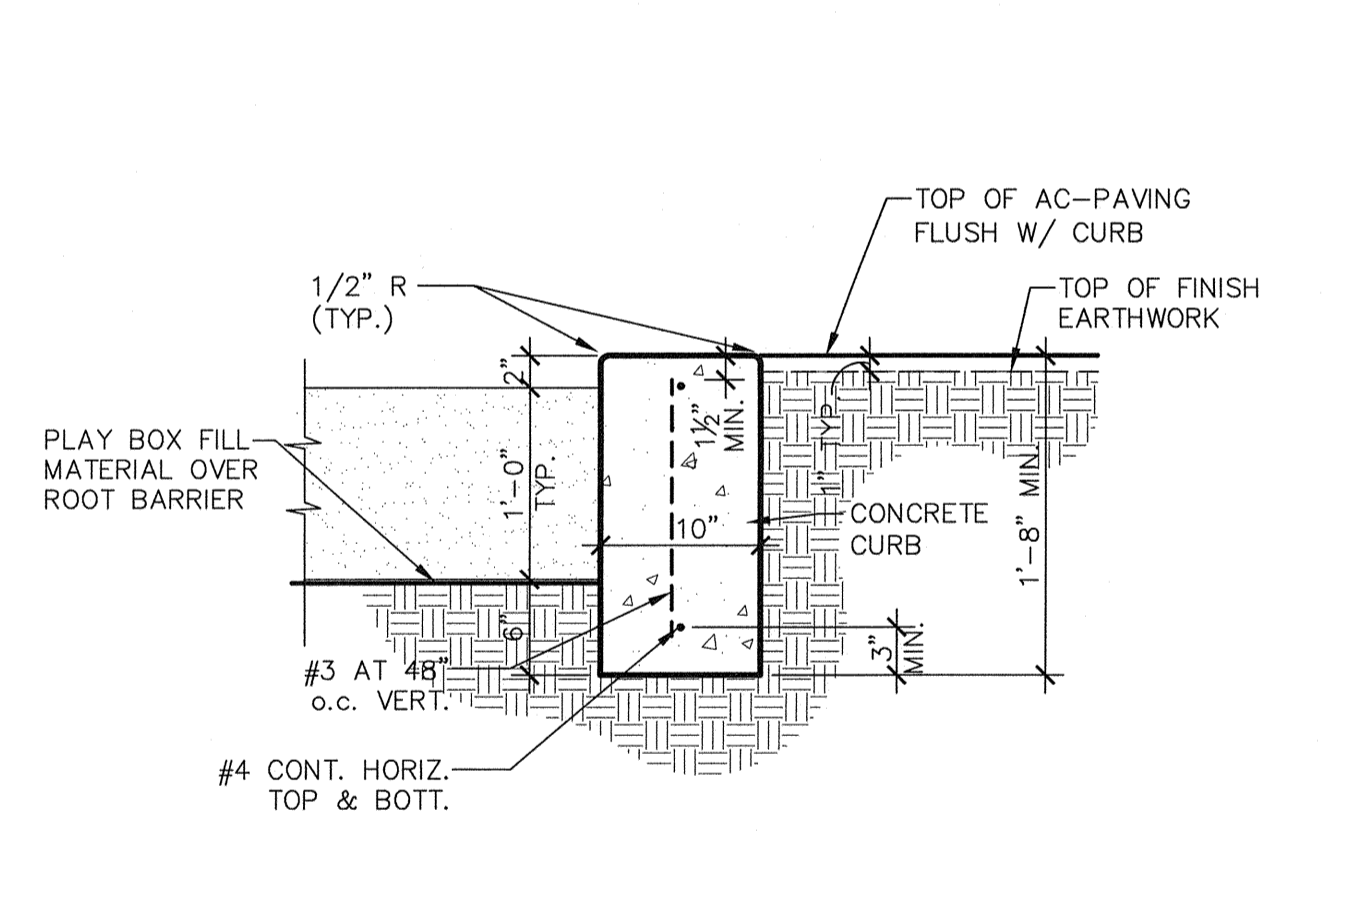 TOP OF AC-PAVING
FLUSH W/ CURB
1/2" R
(TYP.)
TOP OF FINISH
EARTHWORK
2"
1 1/2"
MIN.
1" TYP.
PLAY BOX FILL
MATERIAL OVER
ROOT BARRIER
1'-0"
TYP.
10"
CONCRETE
CURB
1'-8" MIN.
6"
3"
MIN.
#3 AT 48"
o.c. VERT.
#4 CONT. HORIZ.
TOP & BOTT.